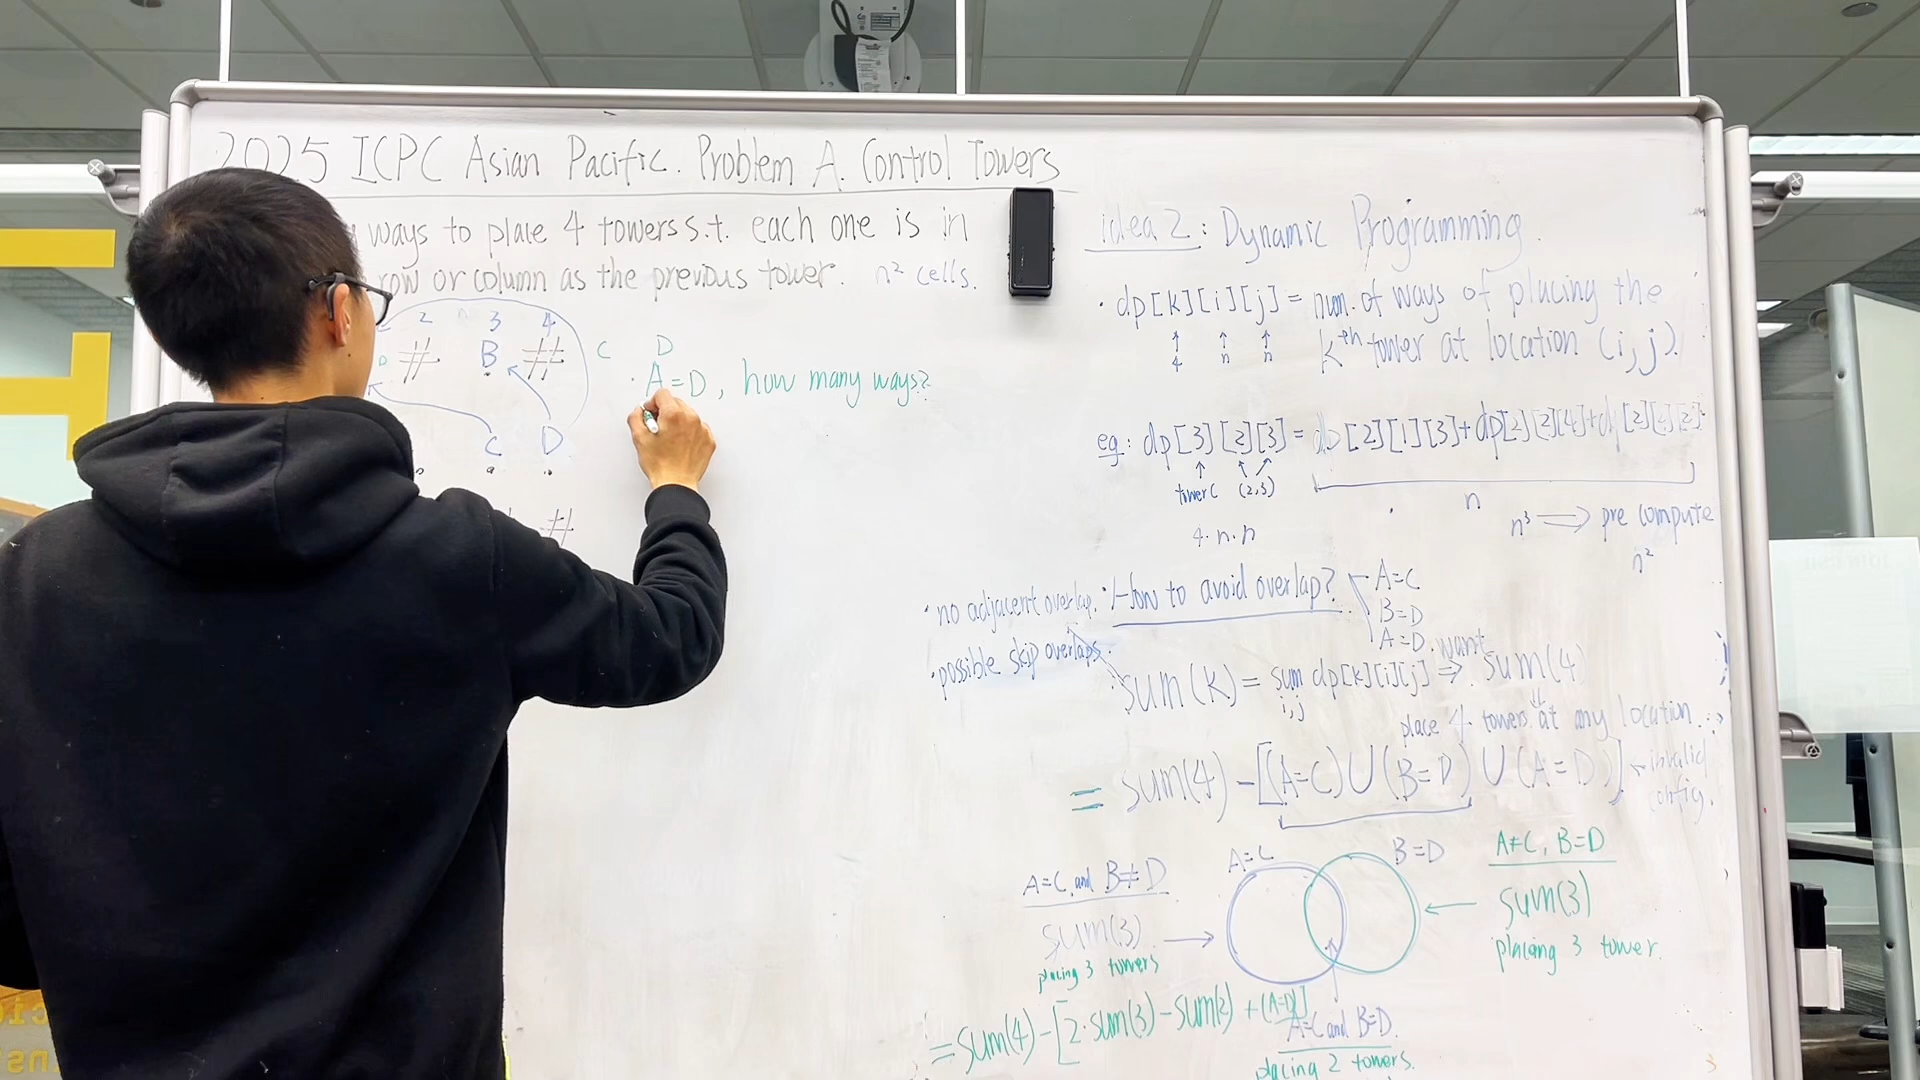 2025 ICPC Asian Pacific. Problem A. Control Towers
ways to place 4 towers s.t. each one is in
row or column as the previous tower. n² cells.
2 3 4
D # B # C
C D
#
D
A=D, how many ways?
idea 2: Dynamic Programming.
· dp[k][i][j] = num. of ways of placing the
kth tower at location (i,j).
4 n n
eg: dp[3][2][3] = dp[2][1][3]+dp[2][2][4]+
tower C (2,3)
n
4·n·n
n³ ⟹ pre compute
n²
· no adjacent overlap.
· possible skip overlaps.
· How to avoid overlap?
A=C
B=D
A=D
· sum(k) = sum dp[k][i][j] ⇒ want sum(4)
i,j
place 4 towers at any location.
= sum(4) - [(A=C) ∪ (B=D) ∪ (A=D)] ← invalid config.
A=C and B≠D
sum(3)
placing 3 towers
A=C
B=D
A≠C, B=D
sum(3)
placing 3 tower.
= sum(4) - [2·sum(3) - sum(2) + (A=D)]
A=C and B=D.
placing 2 towers.